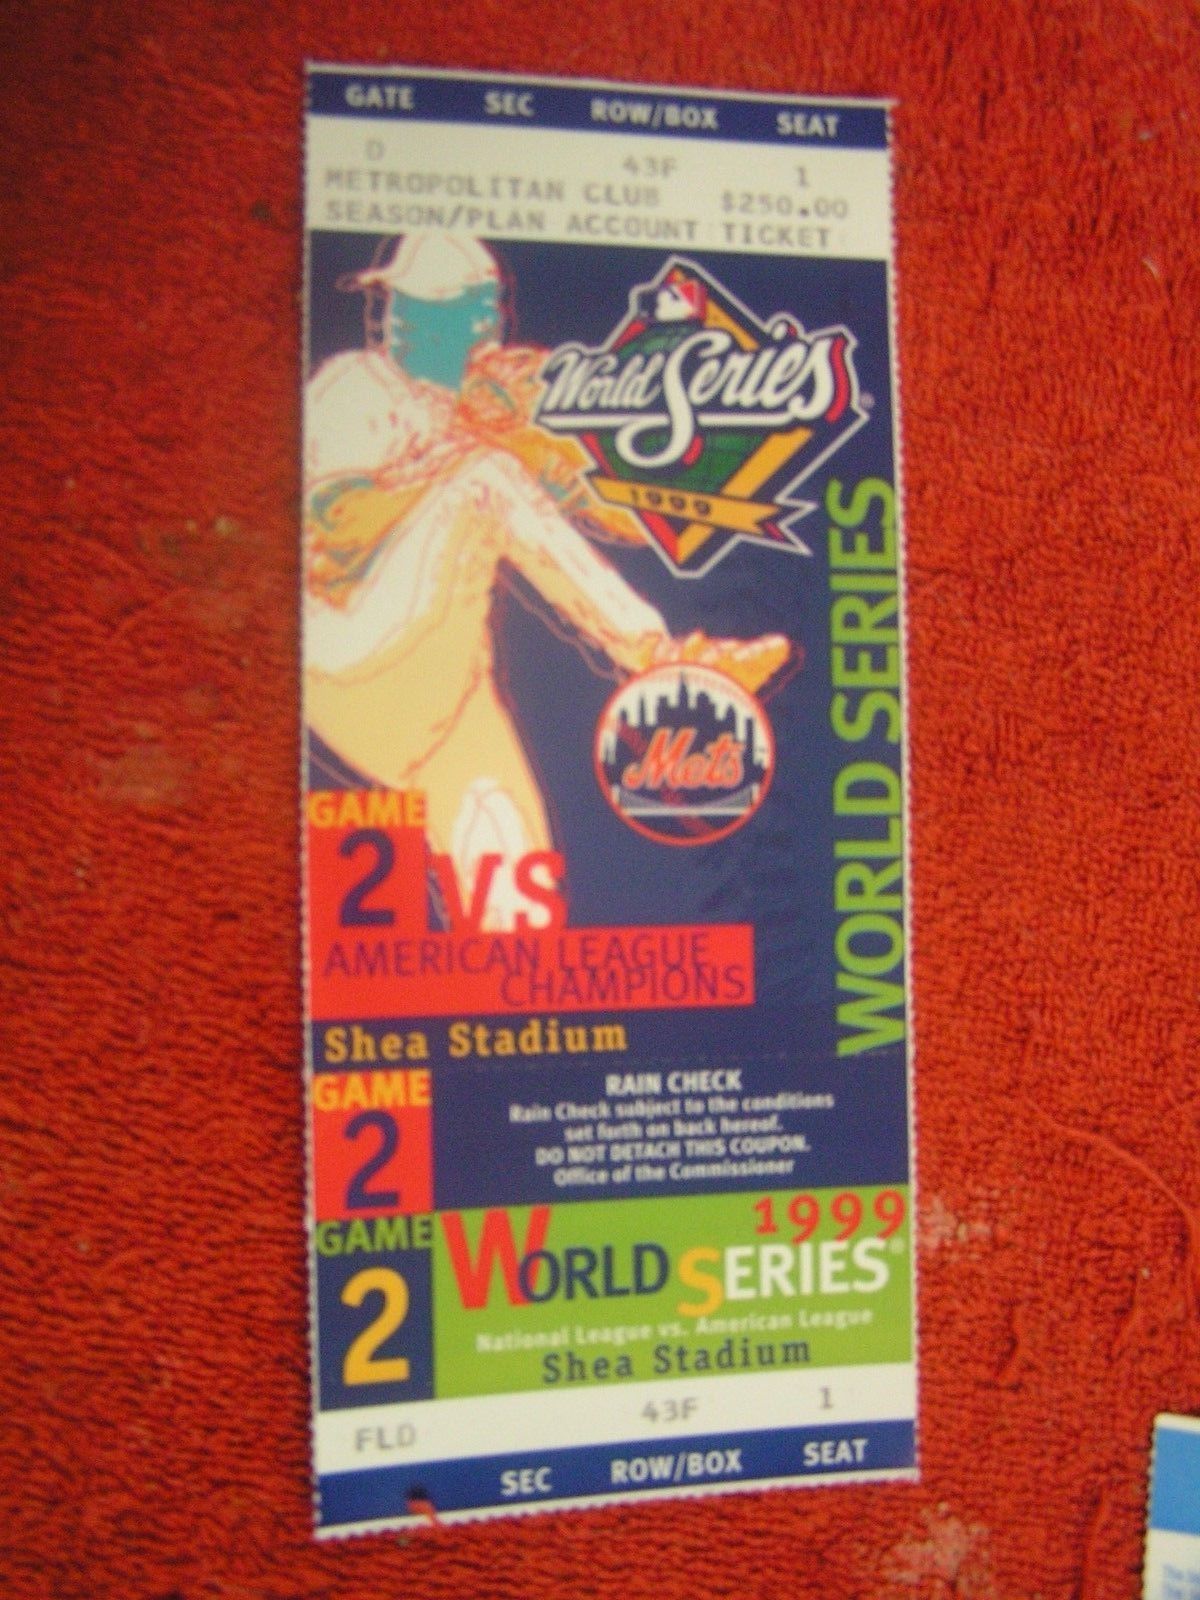 GATE SEC ROW/BOX SEAT
D 43F 1
METROPOLITAN CLUB $250.00
SEASON/PLAN ACCOUNT TICKET
World Series
1999
WORLD SERIES
Mets
GAME
2 VS
AMERICAN LEAGUE
CHAMPIONS
Shea Stadium
GAME
2
RAIN CHECK
Rain Check subject to the conditions
set forth on back hereof.
DO NOT DETACH THIS COUPON.
Office of the Commissioner
GAME
2
1999
WORLD SERIES®
National League vs. American League
Shea Stadium
FLD 43F 1
SEC ROW/BOX SEAT